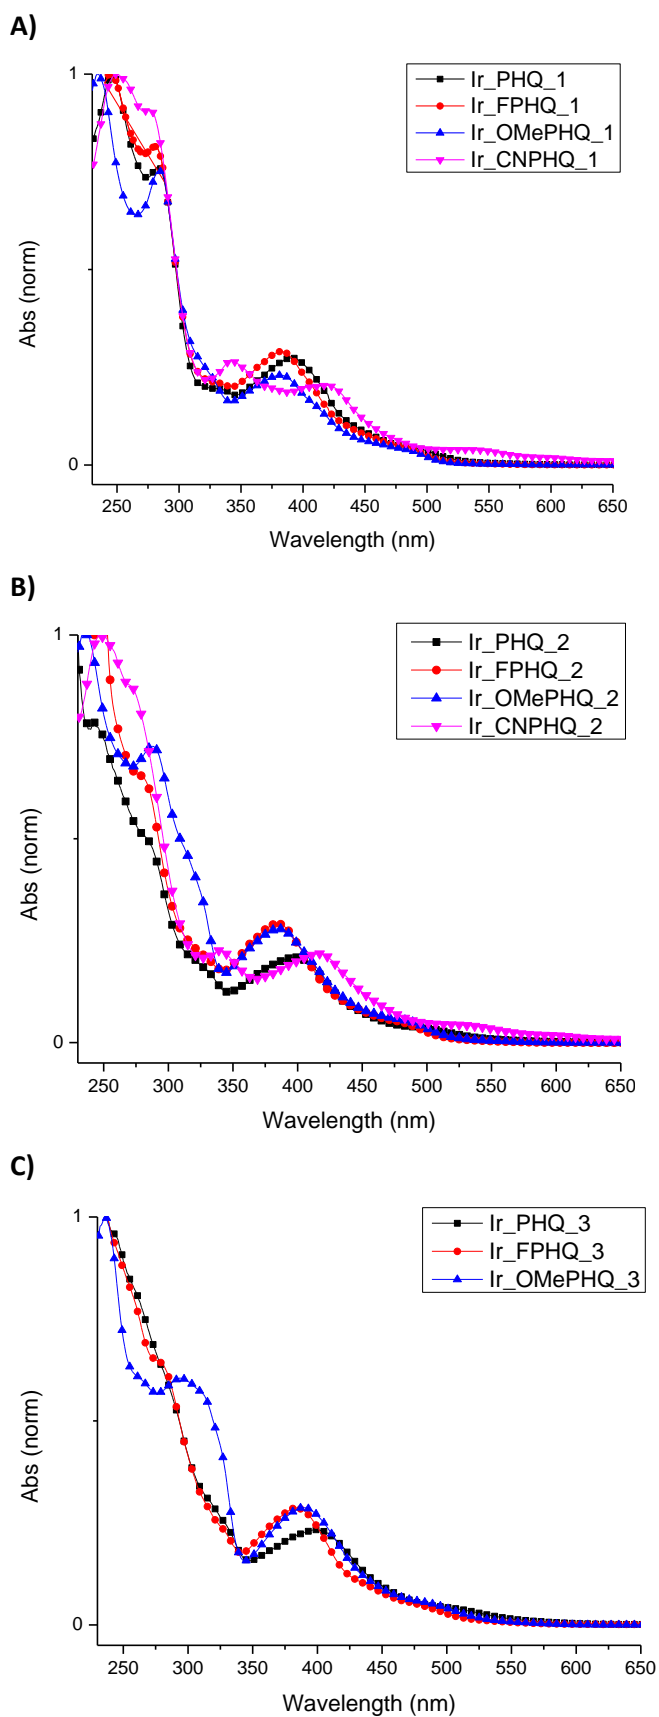 A)
1
0
Abs (norm)
Ir_PHQ_1
Ir_FPHQ_1
Ir_OMePHQ_1
Ir_CNPHQ_1
250 300 350 400 450 500 550 600 650
Wavelength (nm)
B)
1
0
Abs (norm)
Ir_PHQ_2
Ir_FPHQ_2
Ir_OMePHQ_2
Ir_CNPHQ_2
250 300 350 400 450 500 550 600 650
Wavelength (nm)
C)
1
0
Abs (norm)
Ir_PHQ_3
Ir_FPHQ_3
Ir_OMePHQ_3
250 300 350 400 450 500 550 600 650
Wavelength (nm)